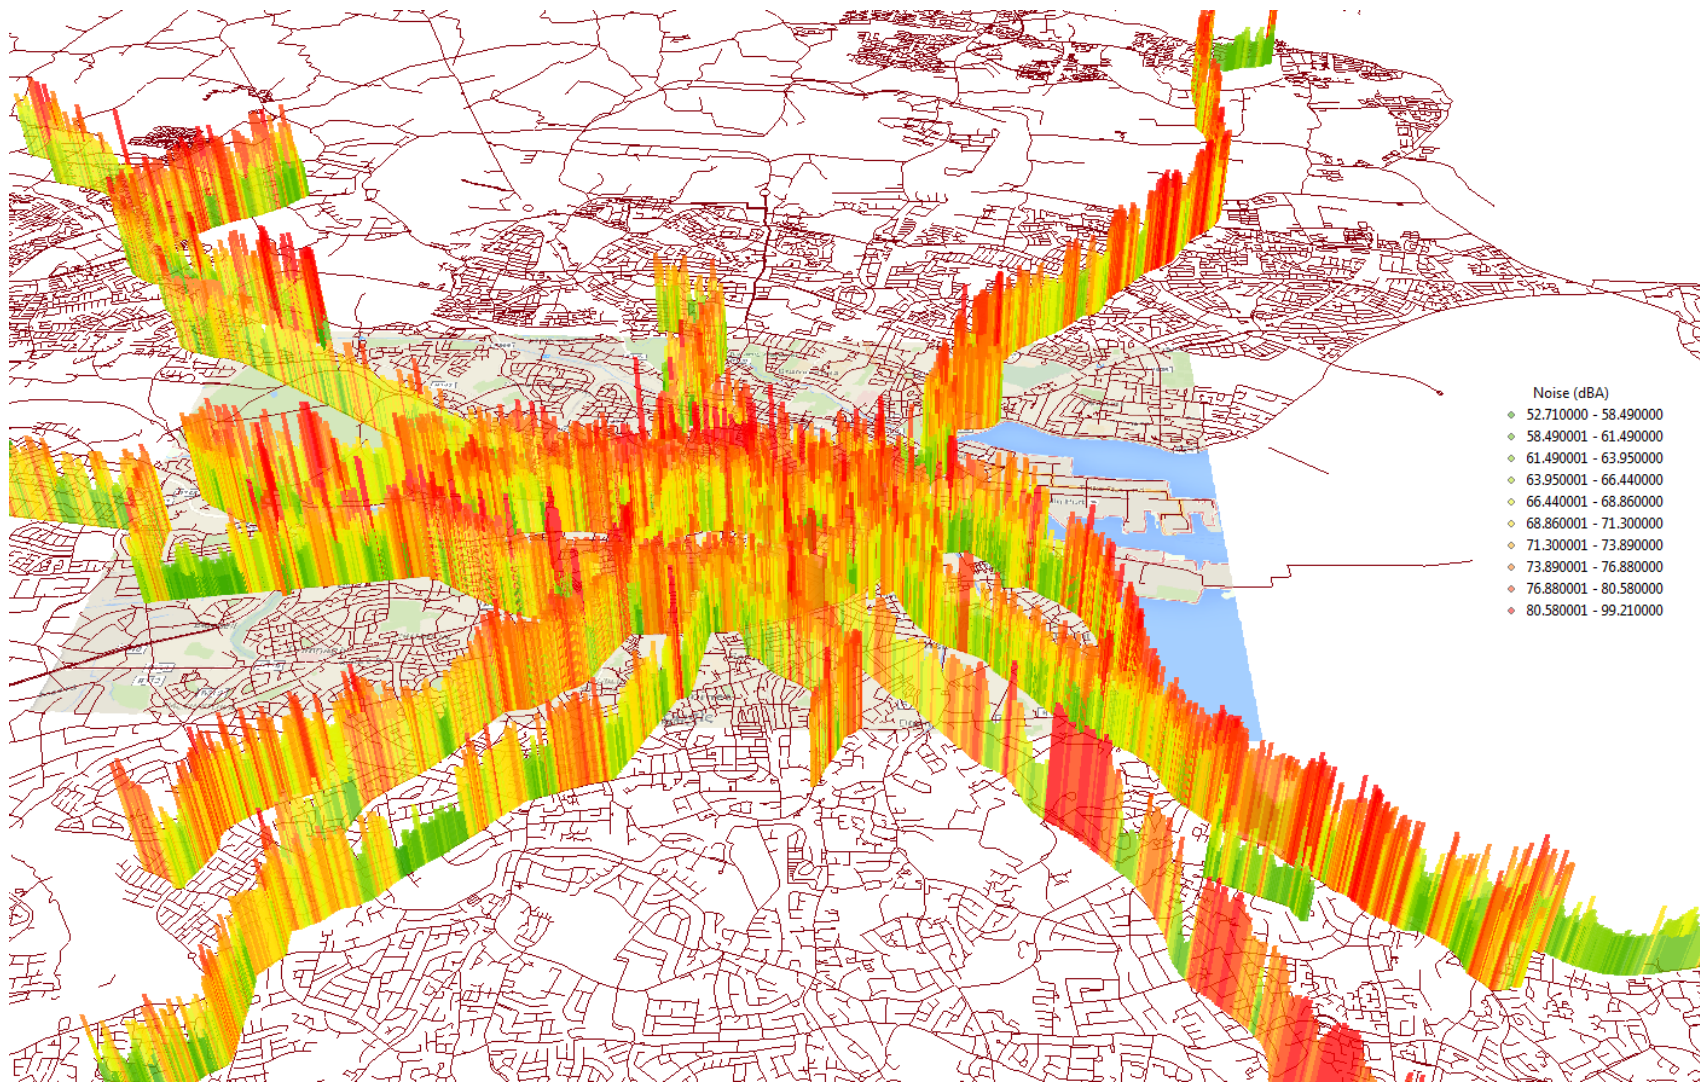 Noise (dBA)
52.710000 - 58.490000
58.490001 - 61.490000
61.490001 - 63.950000
63.950001 - 66.440000
66.440001 - 68.860000
68.860001 - 71.300000
71.300001 - 73.890000
73.890001 - 76.880000
76.880001 - 80.580000
80.580001 - 99.210000